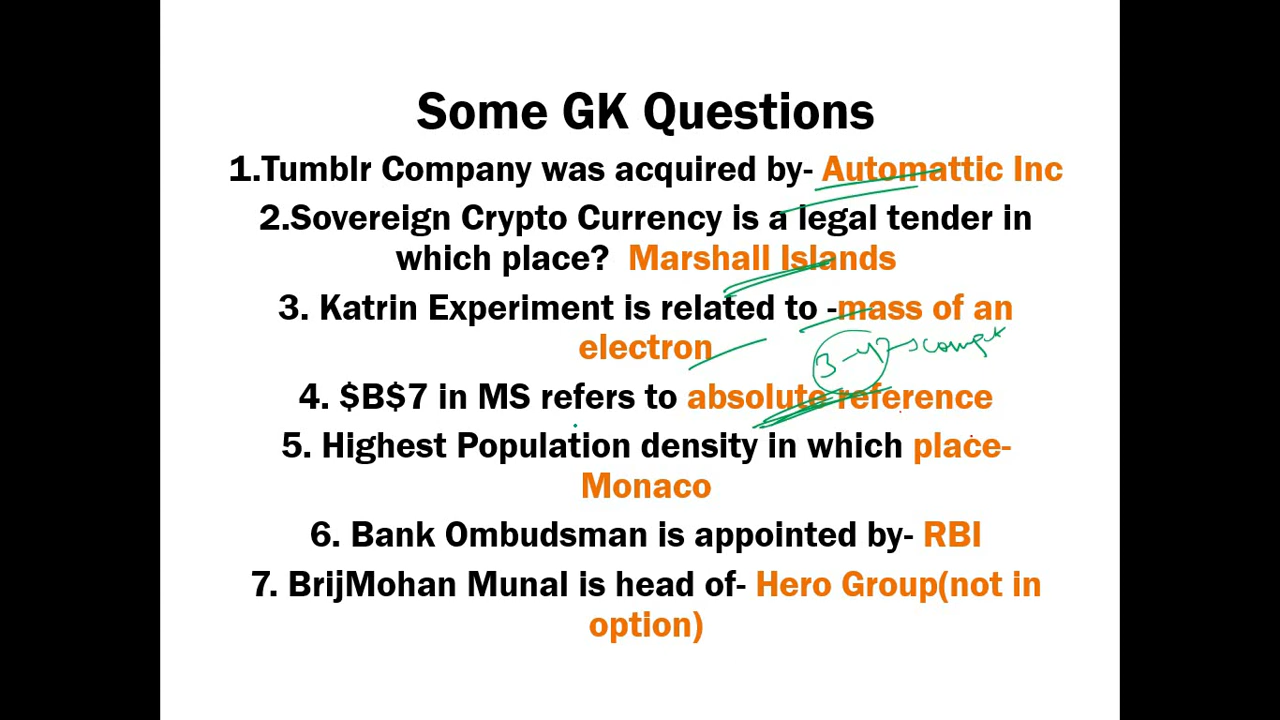 Some GK Questions
1.Tumblr Company was acquired by- Automattic Inc
2.Sovereign Crypto Currency is a legal tender in
which place? Marshall Islands
3. Katrin Experiment is related to -mass of an
electron
4. $B$7 in MS refers to absolute reference
5. Highest Population density in which place-
Monaco
6. Bank Ombudsman is appointed by- RBI
7. BrijMohan Munal is head of- Hero Group(not in
option)